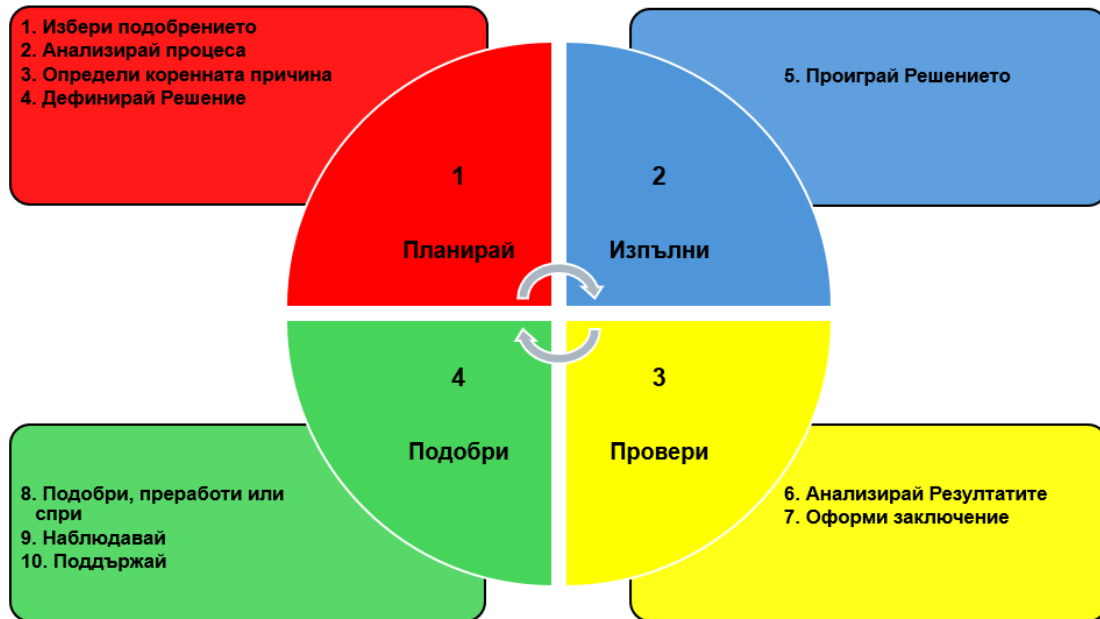 1. Избери подобрението
2. Анализирай процеса
3. Определи коренната причина
4. Дефинирай Решение
5. Проиграй Решението
1
Планирай
2
Изпълни
4
Подобри
3
Провери
8. Подобри, преработи или
спри
9. Наблюдавай
10. Поддържай
6. Анализирай Резултатите
7. Оформи заключение